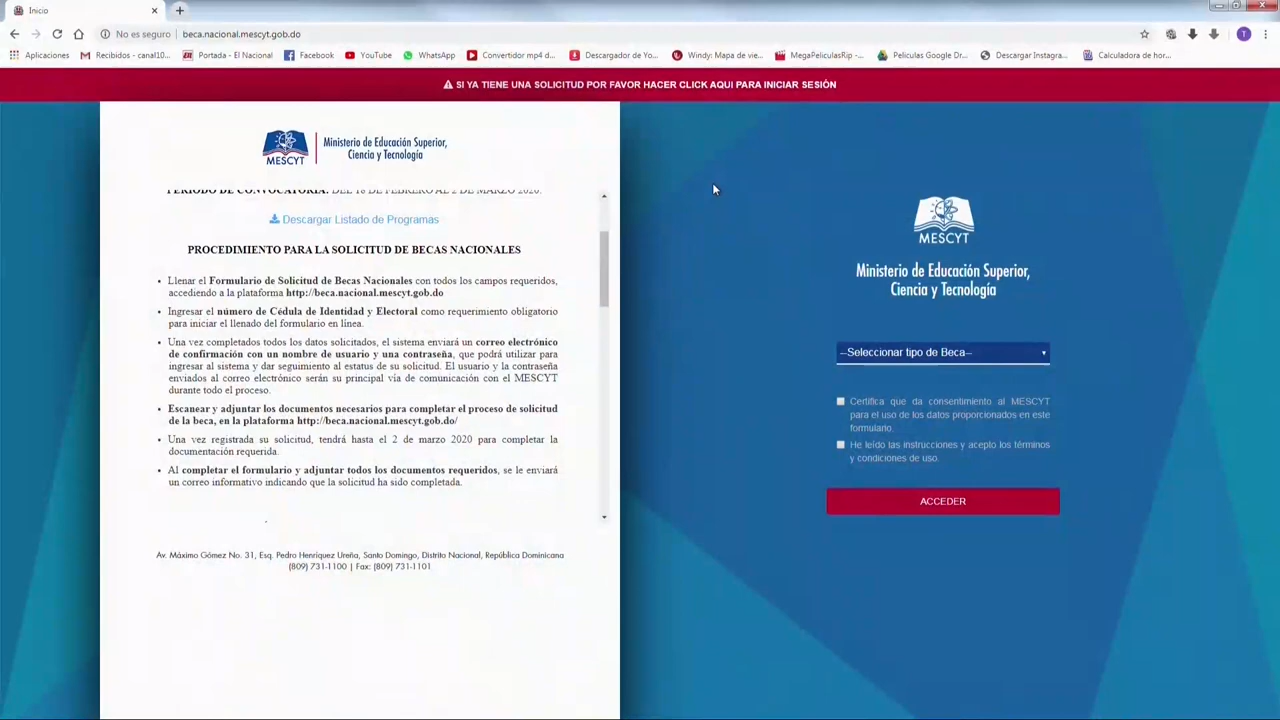 Inicio
No es seguro
beca.nacional.mescyt.gob.do
Aplicaciones
Recibidos - canal10...
Portada - El Nacional
Facebook
YouTube
WhatsApp
Convertidor mp4 d...
Descargador de Yo...
Windy: Mapa de vie...
MegaPeliculasRip - ...
Peliculas Google Dr...
Descargar Instagra...
Calculadora de hor...
T
SI YA TIENE UNA SOLICITUD POR FAVOR HACER CLICK AQUI PARA INICIAR SESIÓN
MESCYT
Ministerio de Educación Superior,
Ciencia y Tecnología
PERIODO DE CONVOCATORIA: DEL 18 DE FEBRERO AL 2 DE MARZO 2020.
Descargar Listado de Programas
PROCEDIMIENTO PARA LA SOLICITUD DE BECAS NACIONALES
Llenar el Formulario de Solicitud de Becas Nacionales con todos los campos requeridos,
accediendo a la plataforma http://beca.nacional.mescyt.gob.do
Ingresar el número de Cédula de Identidad y Electoral como requerimiento obligatorio
para iniciar el llenado del formulario en línea.
Una vez completados todos los datos solicitados, el sistema enviará un correo electrónico
de confirmación con un nombre de usuario y una contraseña, que podrá utilizar para
ingresar al sistema y dar seguimiento al estatus de su solicitud. El usuario y la contraseña
enviados al correo electrónico serán su principal vía de comunicación con el MESCYT
durante todo el proceso.
Escanear y adjuntar los documentos necesarios para completar el proceso de solicitud
de la beca, en la plataforma http://beca.nacional.mescyt.gob.do/
Una vez registrada su solicitud, tendrá hasta el 2 de marzo 2020 para completar la
documentación requerida.
Al completar el formulario y adjuntar todos los documentos requeridos, se le enviará
un correo informativo indicando que la solicitud ha sido completada.
Av. Máximo Gómez No. 31, Esq. Pedro Henríquez Ureña, Santo Domingo, Distrito Nacional, República Dominicana
(809) 731-1100 | Fax: (809) 731-1101
MESCYT
Ministerio de Educación Superior,
Ciencia y Tecnología
--Seleccionar tipo de Beca--
Certifica que da consentimiento al MESCYT
para el uso de los datos proporcionados en este
formulario.
He leído las instrucciones y acepto los términos
y condiciones de uso.
ACCEDER